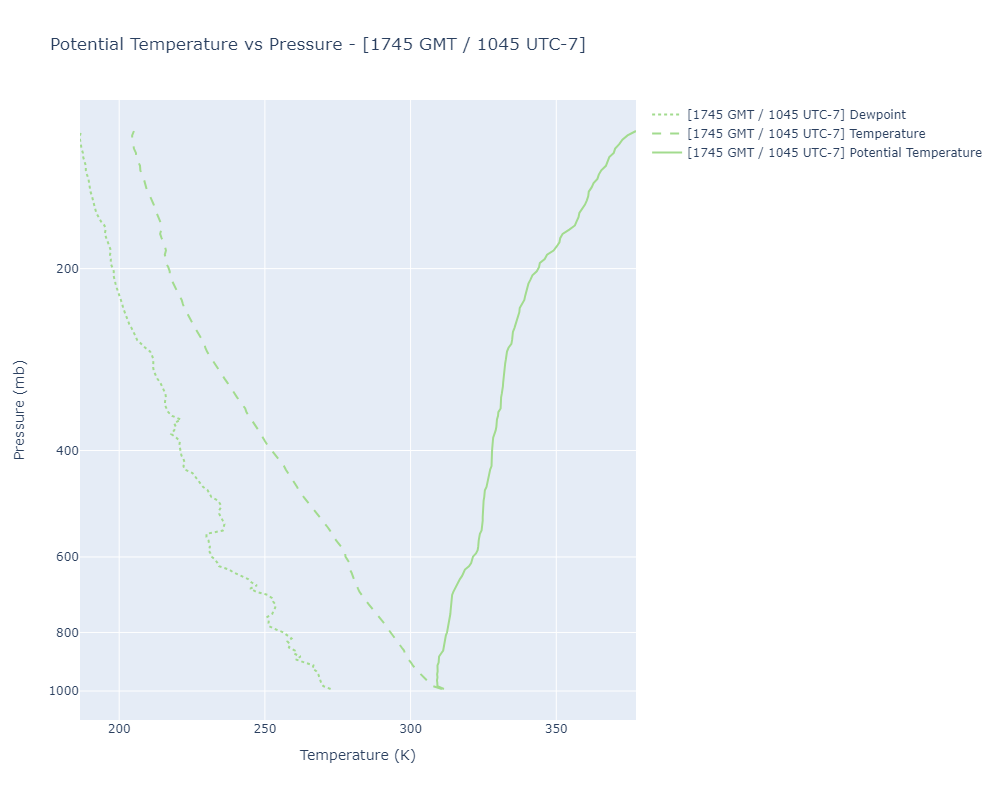 Potential Temperature vs Pressure - [1745 GMT / 1045 UTC-7]
[1745 GMT / 1045 UTC-7] Dewpoint
[1745 GMT / 1045 UTC-7] Temperature
[1745 GMT / 1045 UTC-7] Potential Temperature
Pressure (mb)
200
400
600
800
1000
200
250
300
350
Temperature (K)